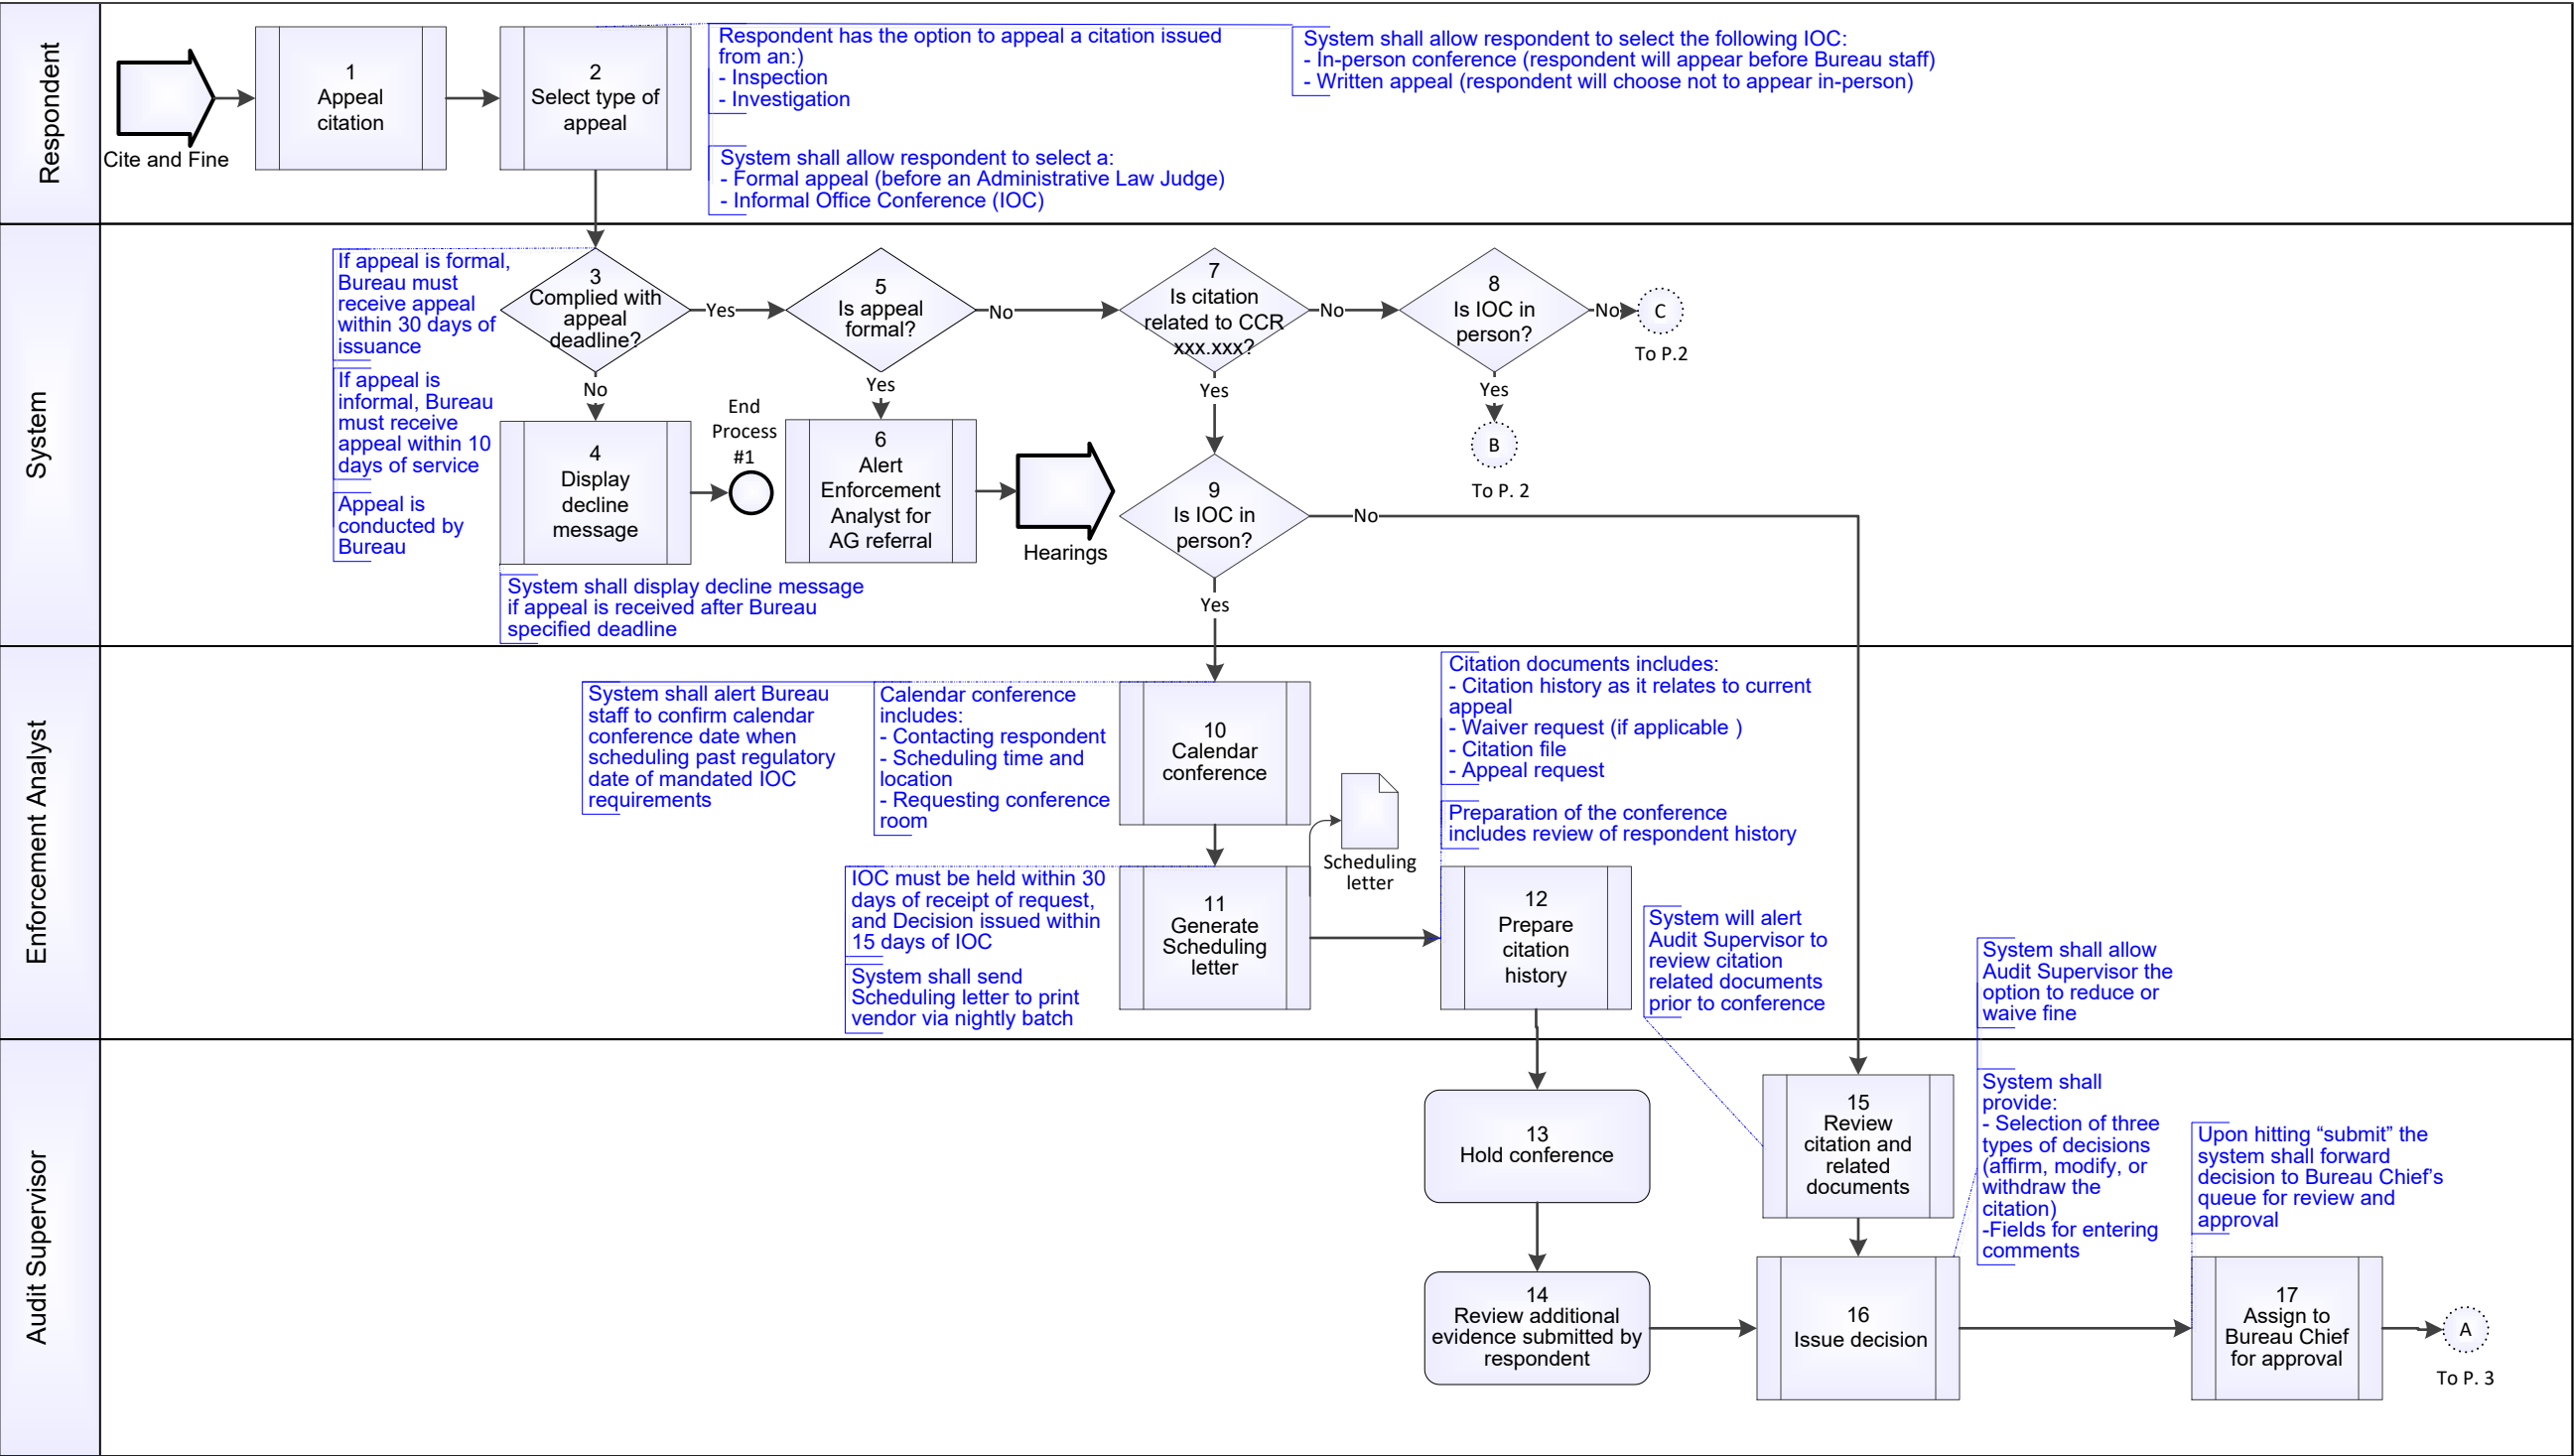 Respondent
Cite and Fine
1
Appeal
citation
2
Select type of
appeal
Respondent has the option to appeal a citation issued
from an:)
- Inspection
- Investigation
System shall allow respondent to select a:
- Formal appeal (before an Administrative Law Judge)
- Informal Office Conference (IOC)
System shall allow respondent to select the following IOC:
- In-person conference (respondent will appear before Bureau staff)
- Written appeal (respondent will choose not to appear in-person)
System
If appeal is formal,
Bureau must
receive appeal
within 30 days of
issuance
If appeal is
informal, Bureau
must receive
appeal within 10
days of service
Appeal is
conducted by
Bureau
3
Complied with
appeal
deadline?
Yes
No
4
Display
decline
message
End
Process
#1
System shall display decline message
if appeal is received after Bureau
specified deadline
5
Is appeal
formal?
No
Yes
6
Alert
Enforcement
Analyst for
AG referral
Hearings
7
Is citation
related to CCR
xxx.xxx?
No
Yes
8
Is IOC in
person?
No
C
To P.2
Yes
B
To P. 2
9
Is IOC in
person?
No
Yes
Enforcement Analyst
System shall alert Bureau
staff to confirm calendar
conference date when
scheduling past regulatory
date of mandated IOC
requirements
Calendar conference
includes:
- Contacting respondent
- Scheduling time and
location
- Requesting conference
room
10
Calendar
conference
IOC must be held within 30
days of receipt of request,
and Decision issued within
15 days of IOC
System shall send
Scheduling letter to print
vendor via nightly batch
11
Generate
Scheduling
letter
Scheduling
letter
Citation documents includes:
- Citation history as it relates to current
appeal
- Waiver request (if applicable )
- Citation file
- Appeal request
Preparation of the conference
includes review of respondent history
12
Prepare
citation
history
System will alert
Audit Supervisor to
review citation
related documents
prior to conference
System shall allow
Audit Supervisor the
option to reduce or
waive fine
Audit Supervisor
13
Hold conference
14
Review additional
evidence submitted by
respondent
15
Review
citation and
related
documents
System shall
provide:
- Selection of three
types of decisions
(affirm, modify, or
withdraw the
citation)
-Fields for entering
comments
16
Issue decision
Upon hitting “submit” the
system shall forward
decision to Bureau Chief’s
queue for review and
approval
17
Assign to
Bureau Chief
for approval
A
To P. 3